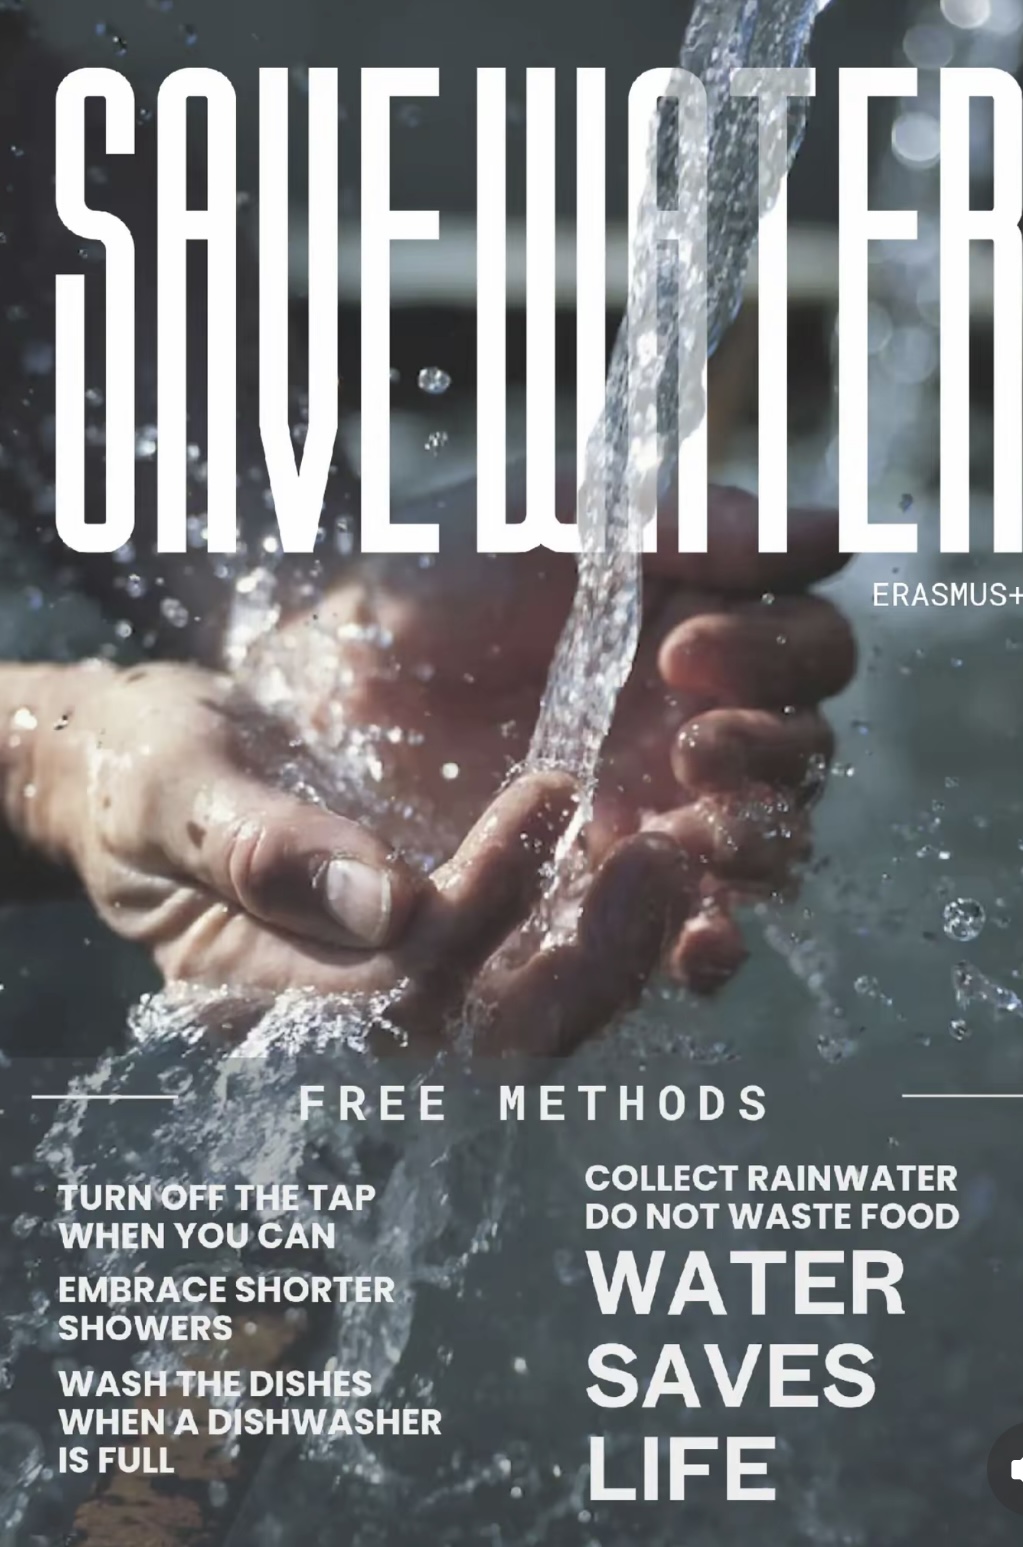 SAVE WATER
ERASMUS+
FREE METHODS
TURN OFF THE TAP
WHEN YOU CAN
EMBRACE SHORTER
SHOWERS
WASH THE DISHES
WHEN A DISHWASHER
IS FULL
COLLECT RAINWATER
DO NOT WASTE FOOD
WATER
SAVES
LIFE